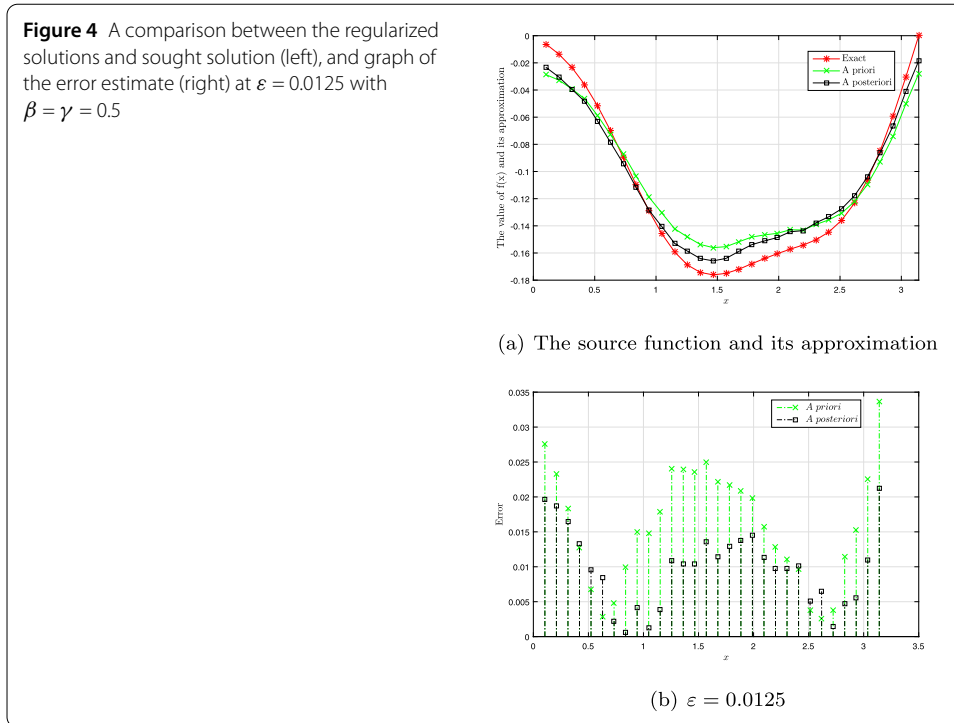 Figure 4 A comparison between the regularized
solutions and sought solution (left), and graph of
the error estimate (right) at ε = 0.0125 with
β = γ = 0.5
The value of f(x) and its approximation
0
-0.02
-0.04
-0.06
-0.08
-0.1
-0.12
-0.14
-0.16
-0.18
Exact
A priori
A posteriori
0 0.5 1 1.5 2 2.5 3
x
(a) The source function and its approximation
Error
0.035
0.03
0.025
0.02
0.015
0.01
0.005
0
A priori
A posteriori
0 0.5 1 1.5 2 2.5 3 3.5
x
(b) ε = 0.0125